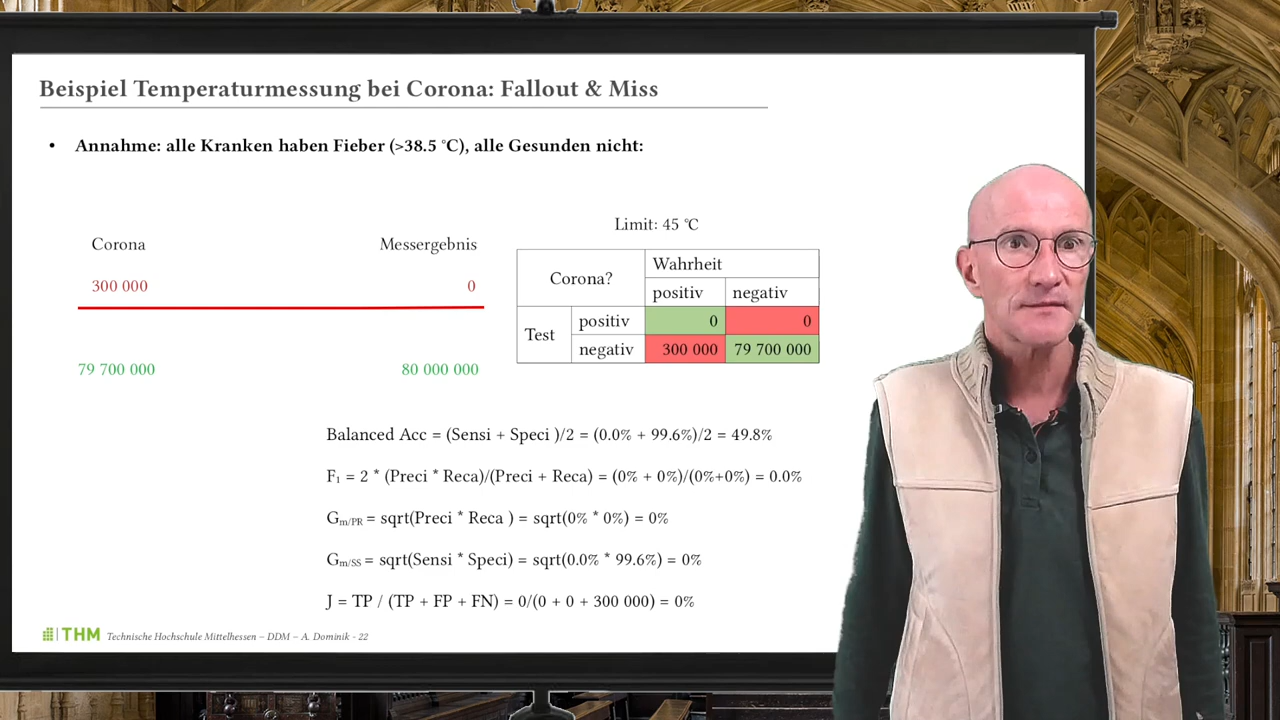 Beispiel Temperaturmessung bei Corona: Fallout & Miss
• Annahme: alle Kranken haben Fieber (>38.5 °C), alle Gesunden nicht:
Corona Messergebnis
300 000 0
79 700 000 80 000 000
Limit: 45 °C
Corona? Wahrheit
positiv negativ
Test positiv 0 0
negativ 300 000 79 700 000
Balanced Acc = (Sensi + Speci )/2 = (0.0% + 99.6%)/2 = 49.8%
F₁ = 2 * (Preci * Reca)/(Preci + Reca) = (0% + 0%)/(0%+0%) = 0.0%
Gm/PR = sqrt(Preci * Reca ) = sqrt(0% * 0%) = 0%
Gm/SS = sqrt(Sensi * Speci) = sqrt(0.0% * 99.6%) = 0%
J = TP / (TP + FP + FN) = 0/(0 + 0 + 300 000) = 0%
THM Technische Hochschule Mittelhessen – DDM – A. Dominik - 22